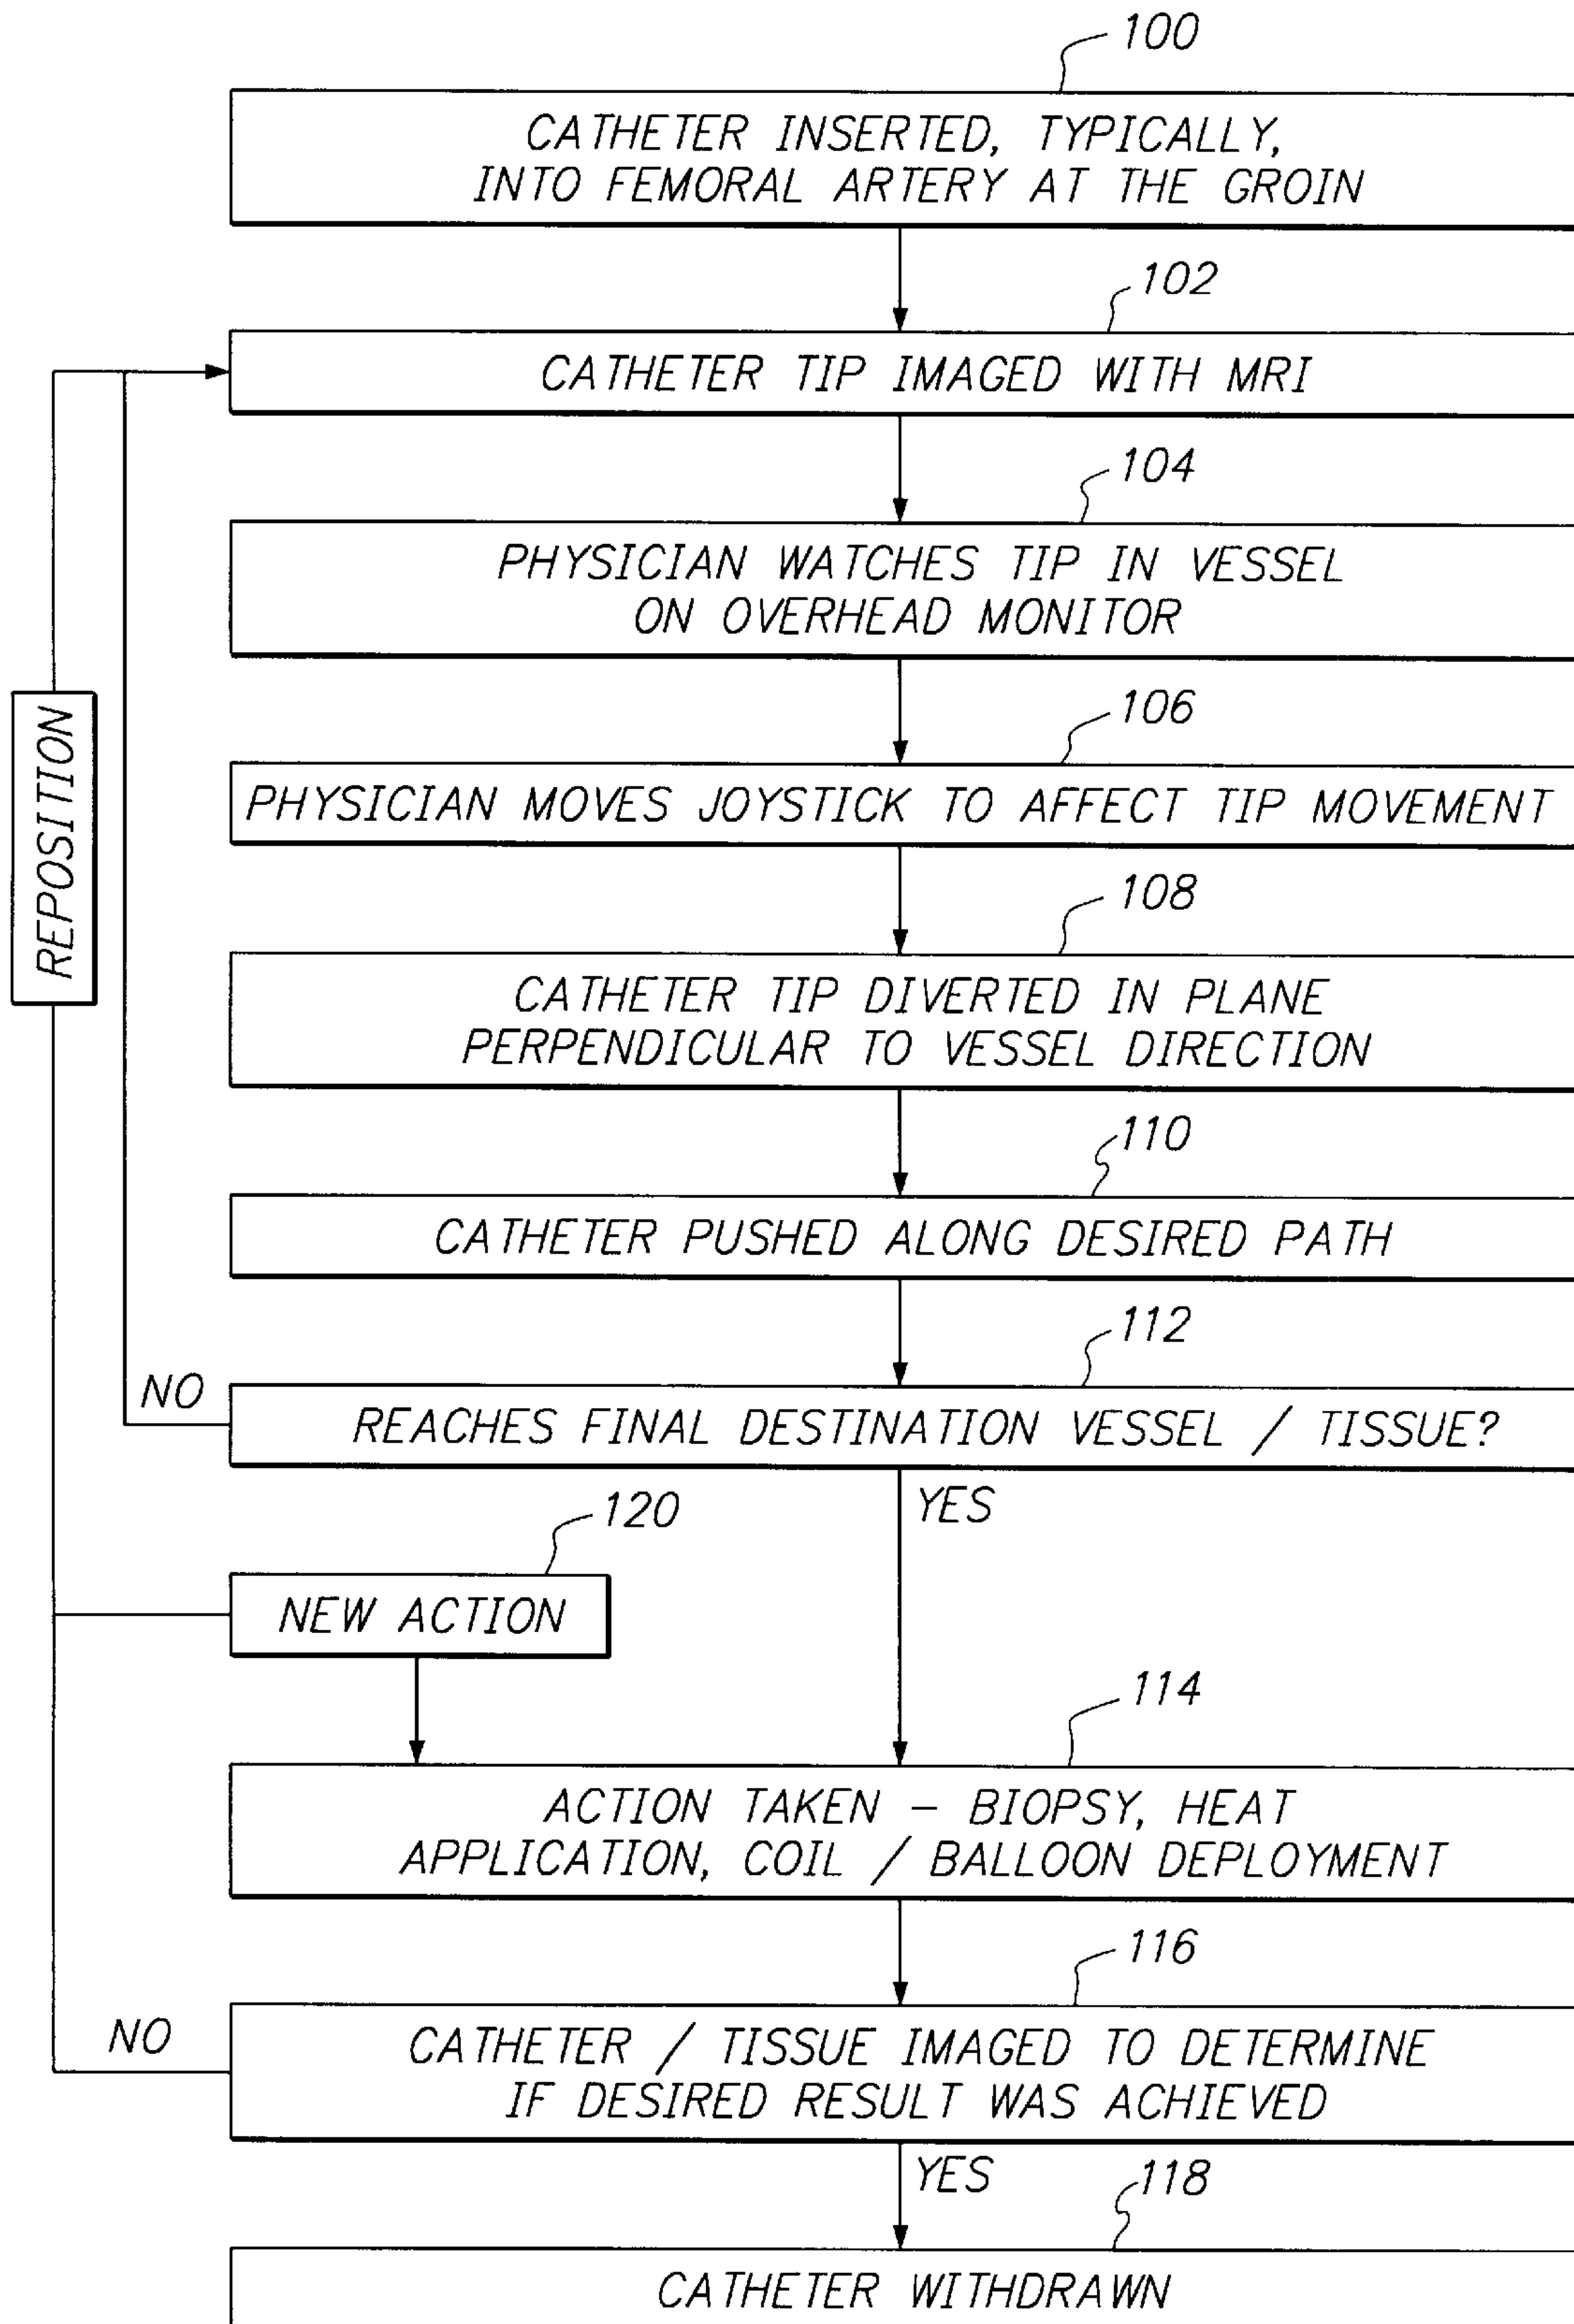 100
CATHETER INSERTED, TYPICALLY,
INTO FEMORAL ARTERY AT THE GROIN
102
CATHETER TIP IMAGED WITH MRI
104
PHYSICIAN WATCHES TIP IN VESSEL
ON OVERHEAD MONITOR
106
PHYSICIAN MOVES JOYSTICK TO AFFECT TIP MOVEMENT
REPOSITION
108
CATHETER TIP DIVERTED IN PLANE
PERPENDICULAR TO VESSEL DIRECTION
110
CATHETER PUSHED ALONG DESIRED PATH
112
NO
REACHES FINAL DESTINATION VESSEL / TISSUE?
YES
120
NEW ACTION
114
ACTION TAKEN – BIOPSY, HEAT
APPLICATION, COIL / BALLOON DEPLOYMENT
116
NO
CATHETER / TISSUE IMAGED TO DETERMINE
IF DESIRED RESULT WAS ACHIEVED
YES
118
CATHETER WITHDRAWN